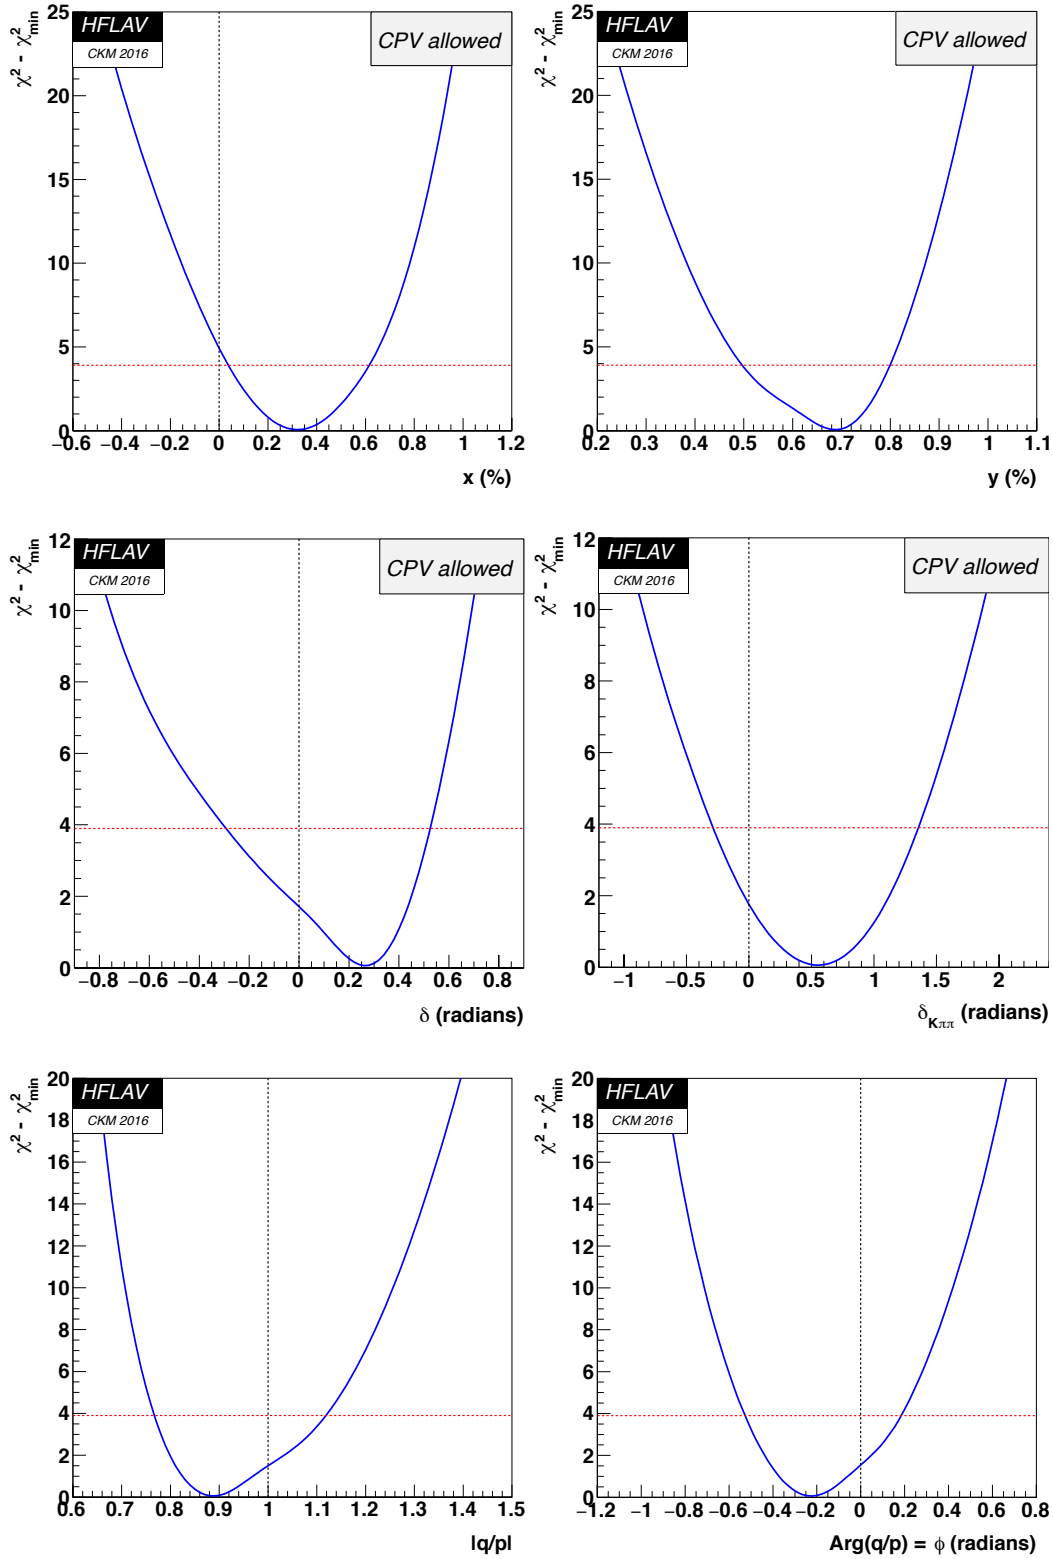 χ² - χ²min
25
20
15
10
5
0
HFLAV
CKM 2016
CPV allowed
−0.6 −0.4 −0.2 0 0.2 0.4 0.6 0.8 1 1.2
x (%)
χ² - χ²min
25
20
15
10
5
0
HFLAV
CKM 2016
CPV allowed
0.2 0.3 0.4 0.5 0.6 0.7 0.8 0.9 1 1.1
y (%)
χ² - χ²min
12
10
8
6
4
2
0
HFLAV
CKM 2016
CPV allowed
−0.8 −0.6 −0.4 −0.2 0 0.2 0.4 0.6 0.8
δ (radians)
χ² - χ²min
12
10
8
6
4
2
0
HFLAV
CKM 2016
CPV allowed
−1 −0.5 0 0.5 1 1.5 2
δKππ (radians)
χ² - χ²min
20
18
16
14
12
10
8
6
4
2
0
HFLAV
CKM 2016
0.6 0.7 0.8 0.9 1 1.1 1.2 1.3 1.4 1.5
|q/p|
χ² - χ²min
20
18
16
14
12
10
8
6
4
2
0
HFLAV
CKM 2016
−1.2 −1 −0.8 −0.6 −0.4 −0.2 0 0.2 0.4 0.6 0.8
Arg(q/p) = ϕ (radians)